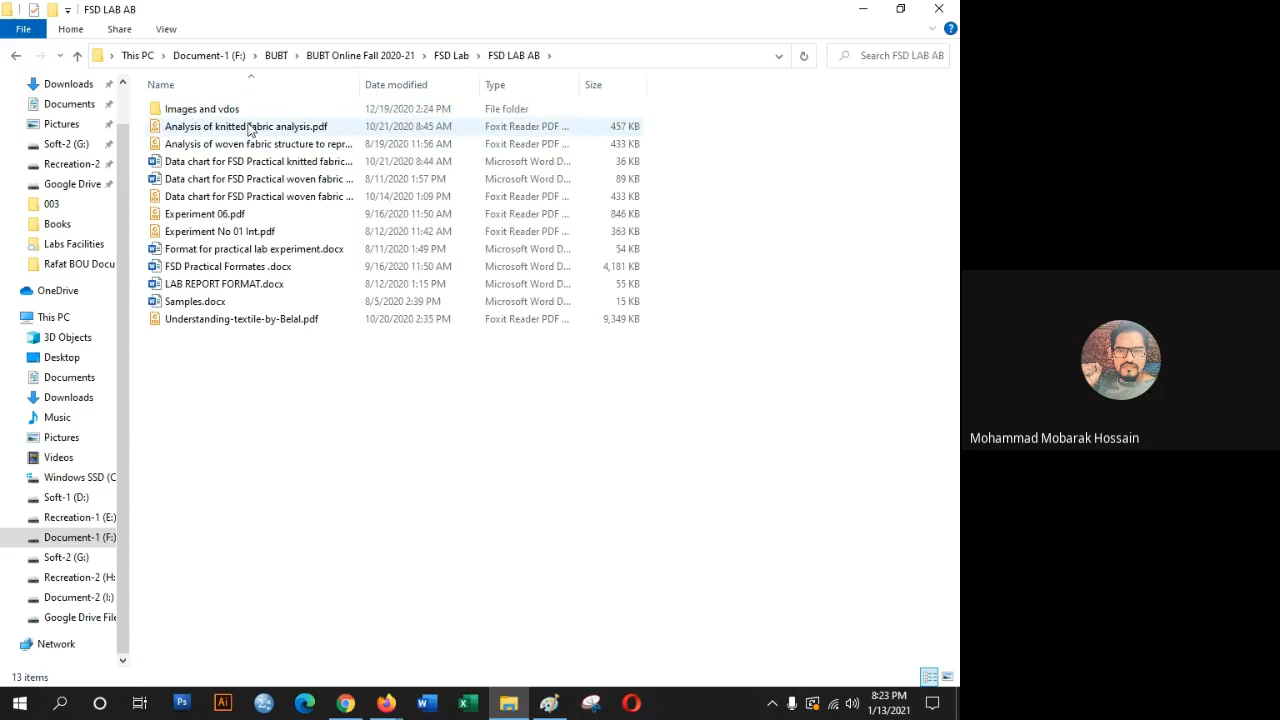 FSD LAB AB
File Home Share View
This PC Document-1 (F:) BUBT BUBT Online Fall 2020-21 FSD Lab FSD LAB AB
Search FSD LAB AB
Name Date modified Type Size
Images and vdos 12/19/2020 2:24 PM File folder
Analysis of knitted fabric analysis.pdf 10/21/2020 8:45 AM Foxit Reader PDF ... 457 KB
Analysis of woven fabric structure to repr... 8/19/2020 11:56 AM Foxit Reader PDF ... 433 KB
Data chart for FSD Practical knitted fabric... 10/21/2020 8:44 AM Microsoft Word D... 36 KB
Data chart for FSD Practical woven fabric ... 8/11/2020 1:57 PM Microsoft Word D... 89 KB
Data chart for FSD Practical woven fabric ... 10/14/2020 1:09 PM Foxit Reader PDF ... 433 KB
Experiment 06.pdf 9/16/2020 11:50 AM Foxit Reader PDF ... 846 KB
Experiment No 01 Int.pdf 8/12/2020 11:42 AM Foxit Reader PDF ... 363 KB
Format for practical lab experiment.docx 8/11/2020 1:49 PM Microsoft Word D... 54 KB
FSD Practical Formates .docx 9/16/2020 11:50 AM Microsoft Word D... 4,181 KB
LAB REPORT FORMAT.docx 8/12/2020 1:15 PM Microsoft Word D... 55 KB
Samples.docx 8/5/2020 2:39 PM Microsoft Word D... 15 KB
Understanding-textile-by-Belal.pdf 10/20/2020 2:35 PM Foxit Reader PDF ... 9,349 KB
Downloads
Documents
Pictures
Soft-2 (G:)
Recreation-2
Google Drive
003
Books
Labs Facilities
Rafat BOU Docu
OneDrive
This PC
3D Objects
Desktop
Documents
Downloads
Music
Pictures
Videos
Windows SSD (C
Soft-1 (D:)
Recreation-1 (E:)
Document-1 (F:)
Soft-2 (G:)
Recreation-2 (H:
Document-2 (I:)
Google Drive File
Network
13 items
Mohammad Mobarak Hossain
8:23 PM
1/13/2021